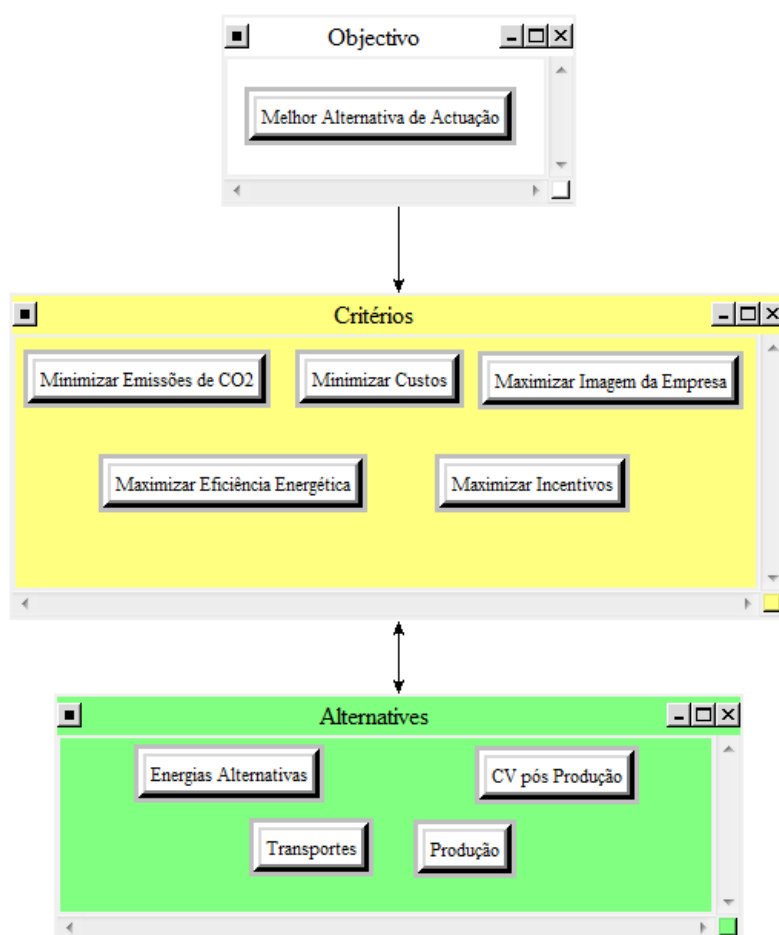 Objectivo
Melhor Alternativa de Actuação
Critérios
Minimizar Emissões de CO2
Minimizar Custos
Maximizar Imagem da Empresa
Maximizar Eficiência Energética
Maximizar Incentivos
Alternatives
Energias Alternativas
CV pós Produção
Transportes
Produção